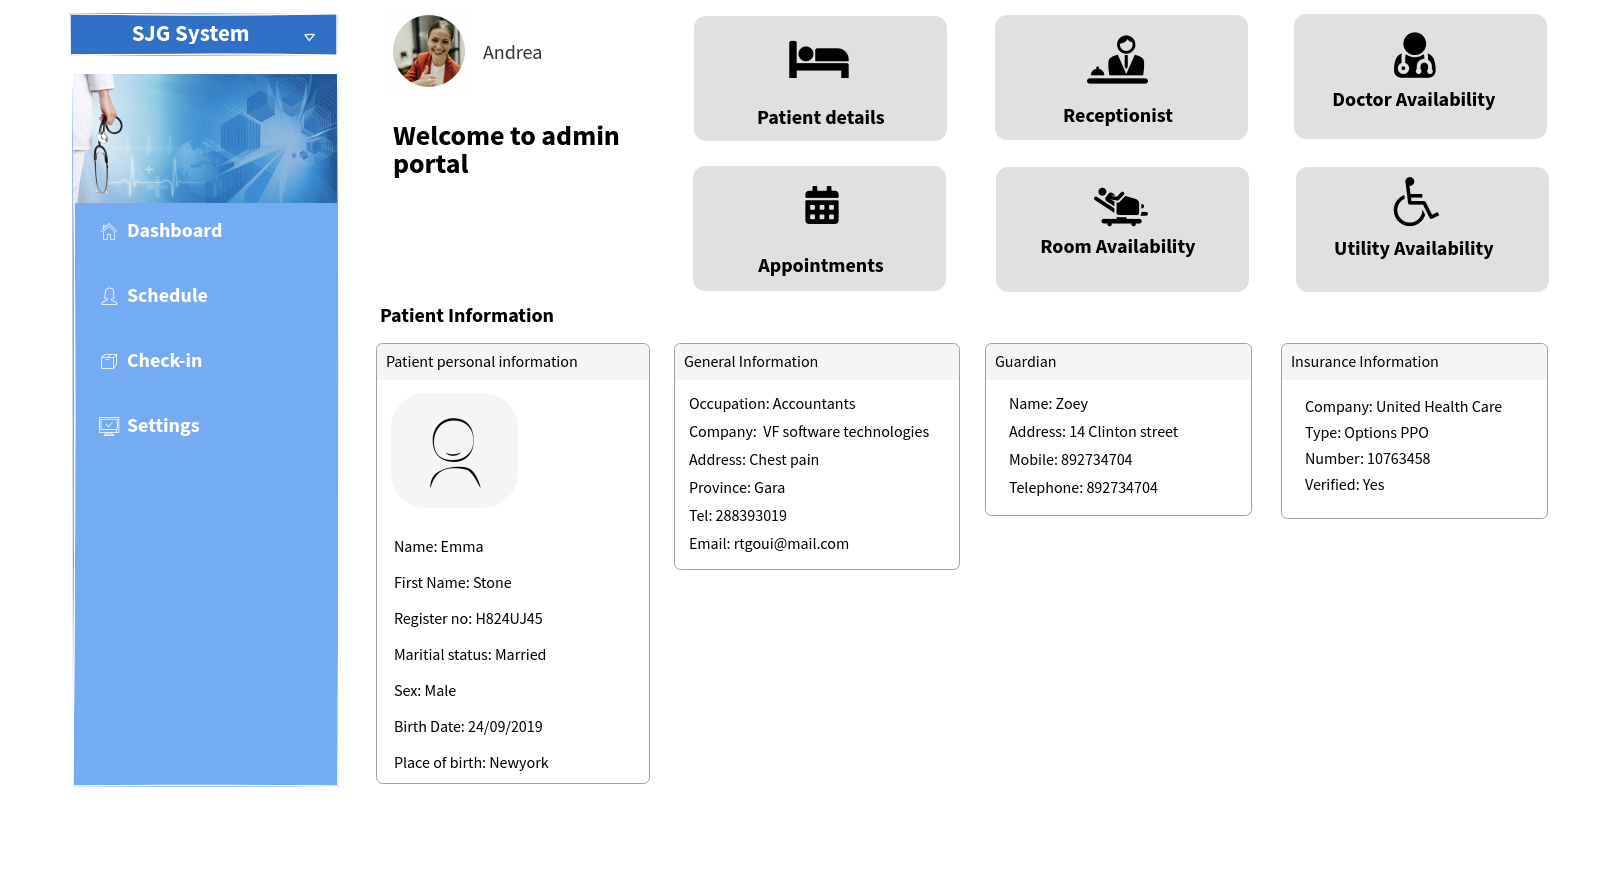 SJG System
Dashboard
Schedule
Check-in
Settings
Andrea
Welcome to admin
portal
Patient details
Receptionist
Doctor Availability
Appointments
Room Availability
Utility Availability
Patient Information
Patient personal information
Name: Emma
First Name: Stone
Register no: H824UJ45
Maritial status: Married
Sex: Male
Birth Date: 24/09/2019
Place of birth: Newyork
General Information
Occupation: Accountants
Company:  VF software technologies
Address: Chest pain
Province: Gara
Tel: 288393019
Email: rtgoui@mail.com
Guardian
Name: Zoey
Address: 14 Clinton street
Mobile: 892734704
Telephone: 892734704
Insurance Information
Company: United Health Care
Type: Options PPO
Number: 10763458
Verified: Yes